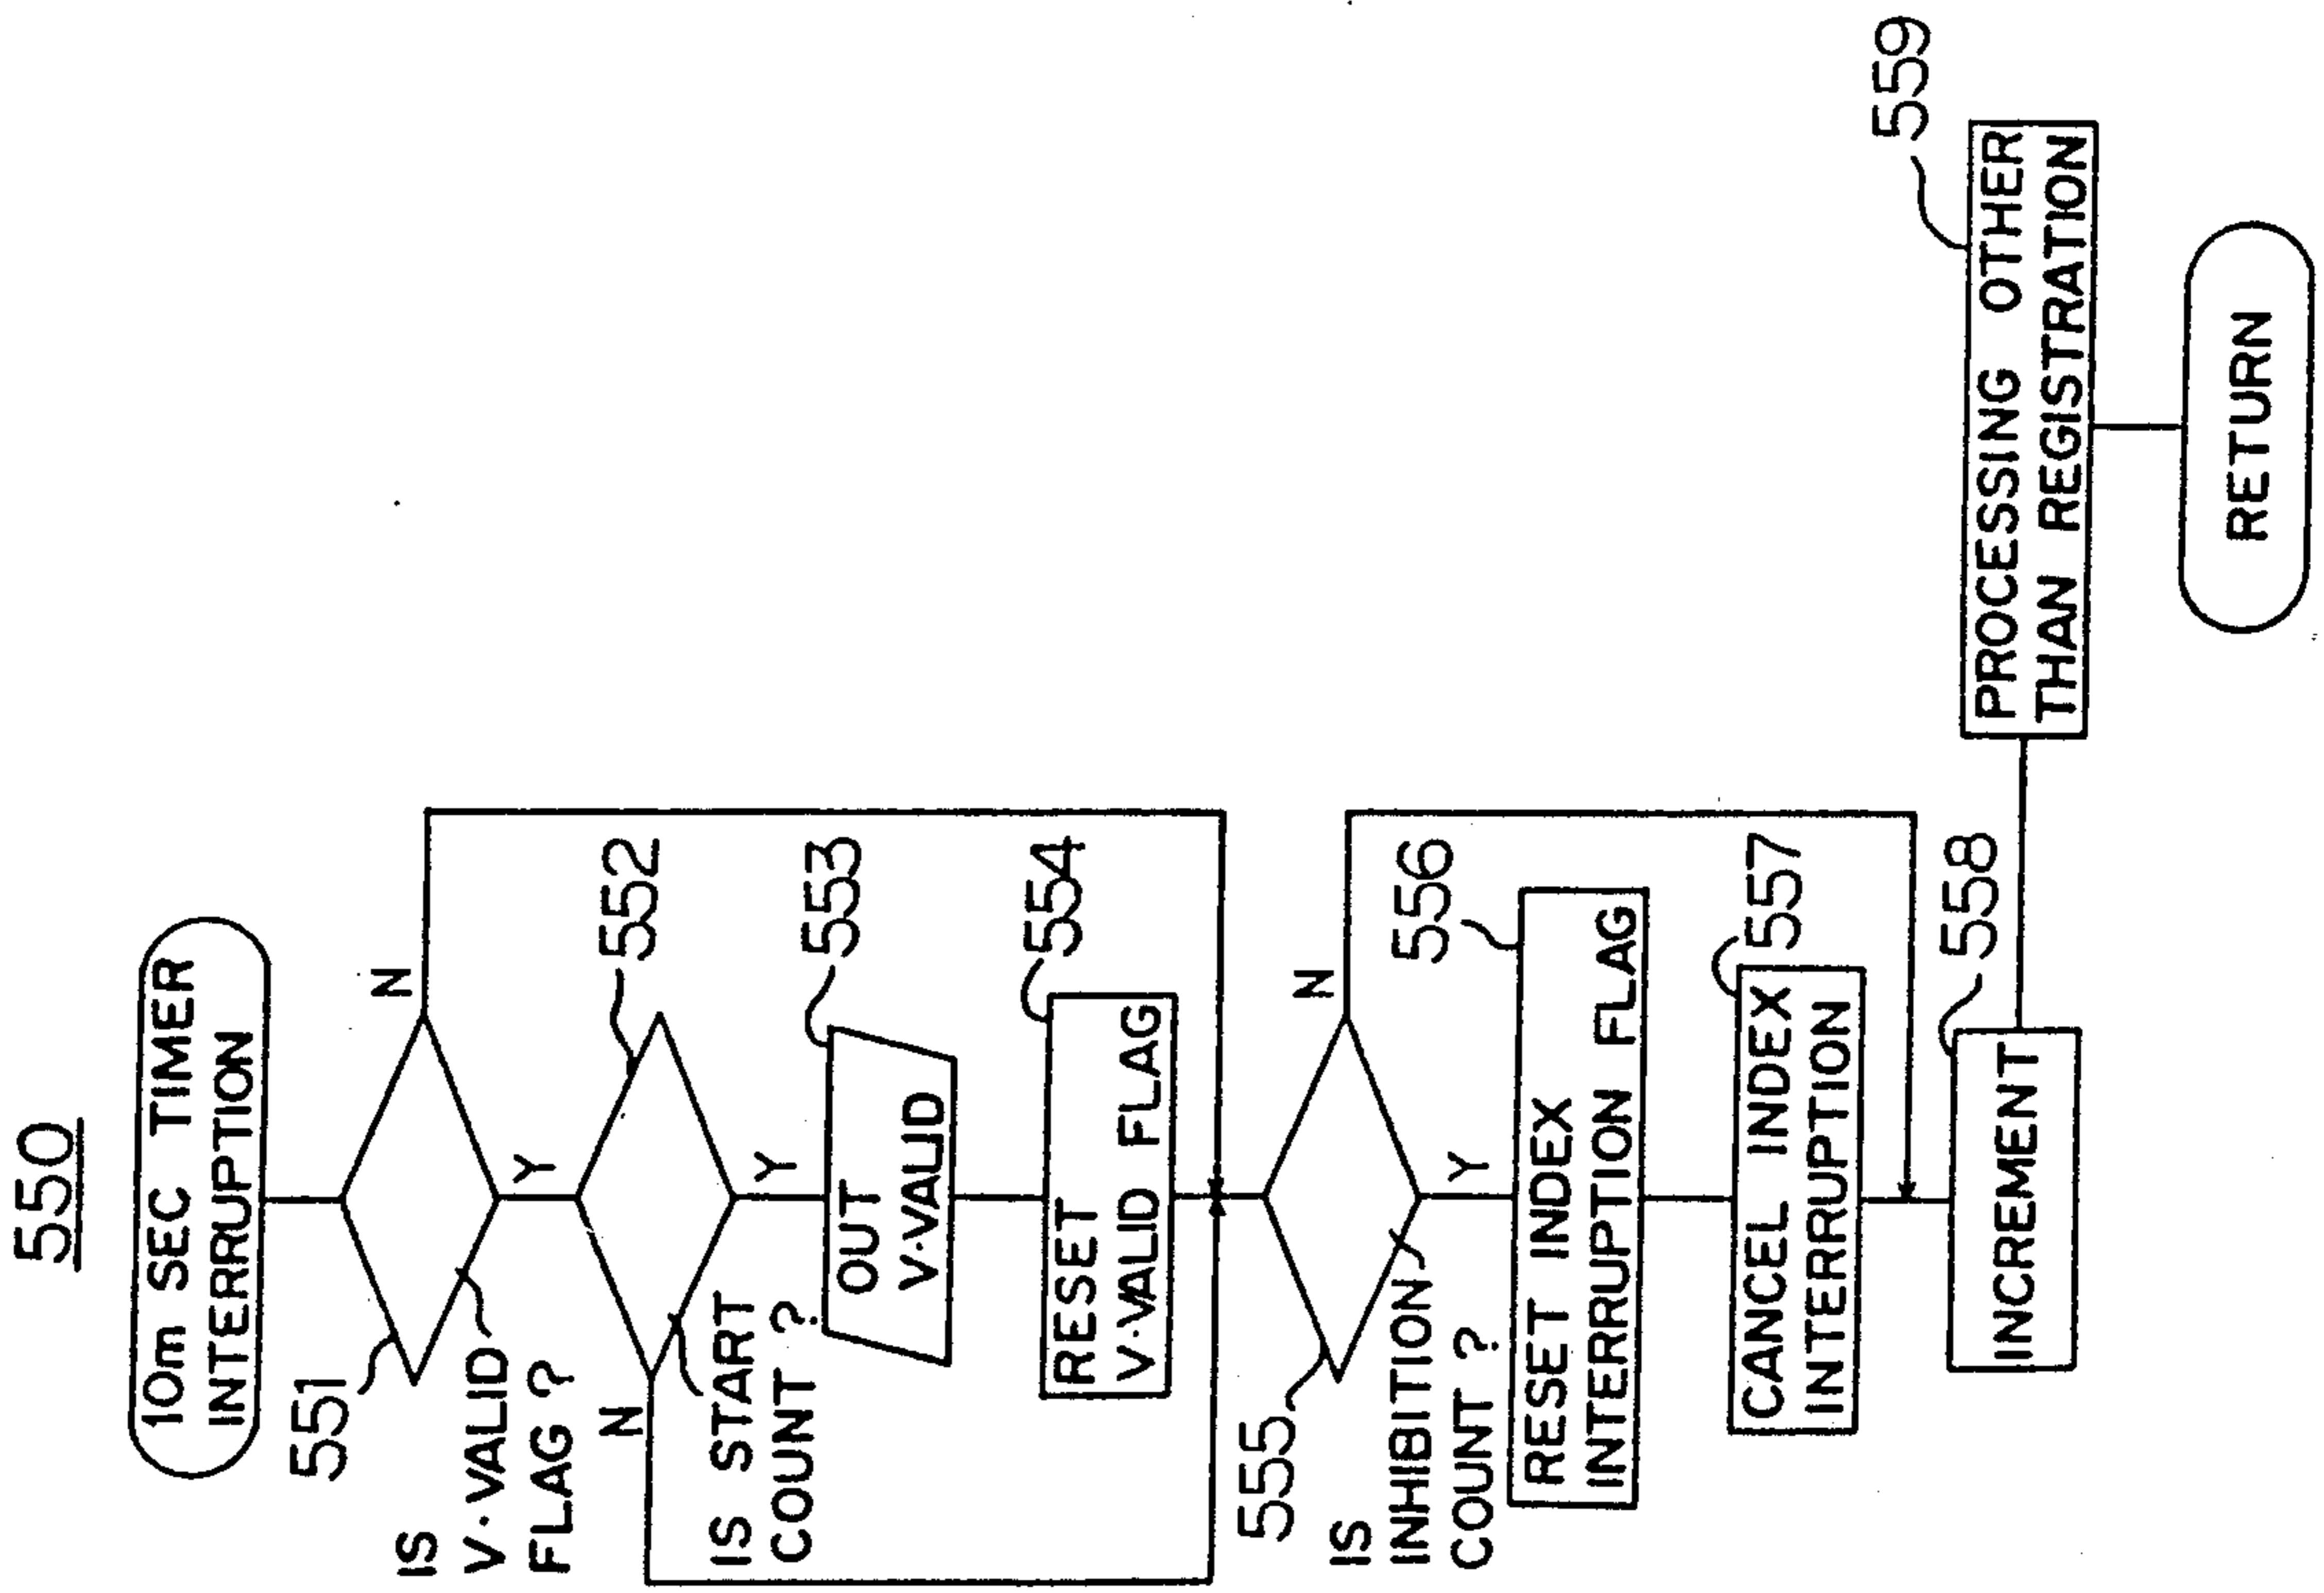 550
10m SEC TIMER
INTERRUPTION
551
IS
V·VALID
FLAG ?
N
Y
552
IS START
COUNT ?
N
Y
553
OUT
V·VALID
554
RESET
V·VALID FLAG
555
IS
INHIBITION
COUNT ?
N
Y
556
RESET INDEX
INTERRUPTION FLAG
557
CANCEL INDEX
INTERRUPTION
558
INCREMENT
559
PROCESSING OTHER
THAN REGISTRATION
RETURN